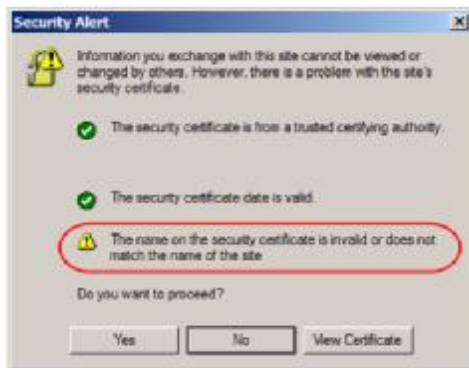 Security Alert
Information you exchange with this site cannot be viewed or
changed by others. However, there is a problem with the site's
security certificate.
The security certificate is from a trusted certifying authority
The security certificate date is valid.
The name on the security certificate is invalid or does not
match the name of the site
Do you want to proceed?
Yes
No
View Certificate